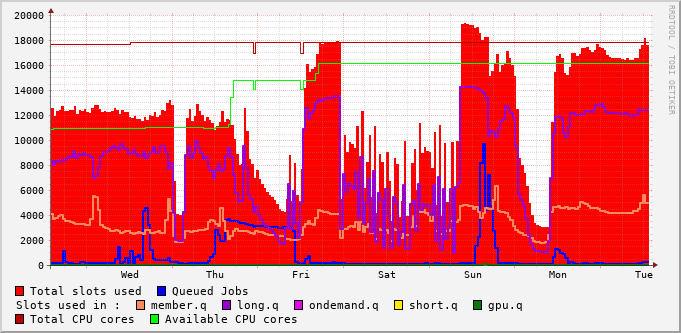 20000
18000
16000
14000
12000
10000
8000
6000
4000
2000
0
Wed Thu Fri Sat Sun Mon Tue
RRDTOOL / TOBI OETIKER
Total slots used Queued Jobs
Slots used in : member.q long.q ondemand.q short.q gpu.q
Total CPU cores Available CPU cores